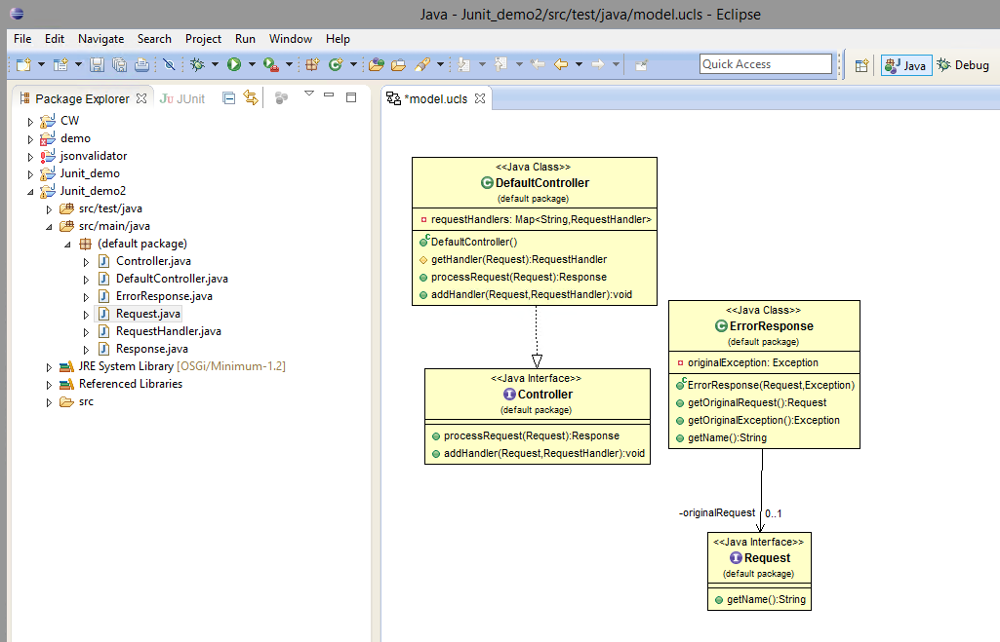 Java - Junit_demo2/src/test/java/model.ucls - Eclipse
File Edit Navigate Search Project Run Window Help
Quick Access
Java
Debug
Package Explorer
JU JUnit
*model.ucls
CW
demo
jsonvalidator
Junit_demo
Junit_demo2
src/test/java
src/main/java
(default package)
Controller.java
DefaultController.java
ErrorResponse.java
Request.java
RequestHandler.java
Response.java
JRE System Library [OSGi/Minimum-1.2]
Referenced Libraries
src
<<Java Class>>
DefaultController
(default package)
requestHandlers: Map<String,RequestHandler>
DefaultController()
getHandler(Request):RequestHandler
processRequest(Request):Response
addHandler(Request,RequestHandler):void
<<Java Interface>>
Controller
(default package)
processRequest(Request):Response
addHandler(Request,RequestHandler):void
<<Java Class>>
ErrorResponse
(default package)
originalException: Exception
ErrorResponse(Request,Exception)
getOriginalRequest():Request
getOriginalException():Exception
getName():String
-originalRequest 0..1
<<Java Interface>>
Request
(default package)
getName():String